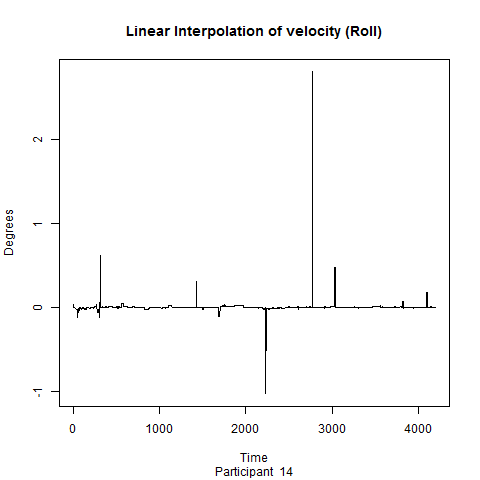 Linear Interpolation of velocity (Roll)
Degrees
2
1
0
-1
0 1000 2000 3000 4000
Time
Participant 14